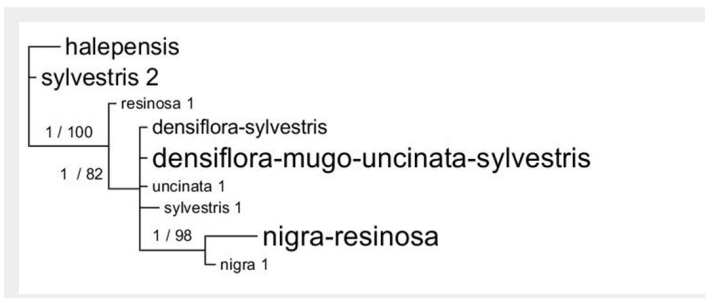 halepensis
sylvestris 2
resinosa 1
1 / 100
densiflora-sylvestris
densiflora-mugo-uncinata-sylvestris
1 / 82
uncinata 1
sylvestris 1
1 / 98
nigra-resinosa
nigra 1